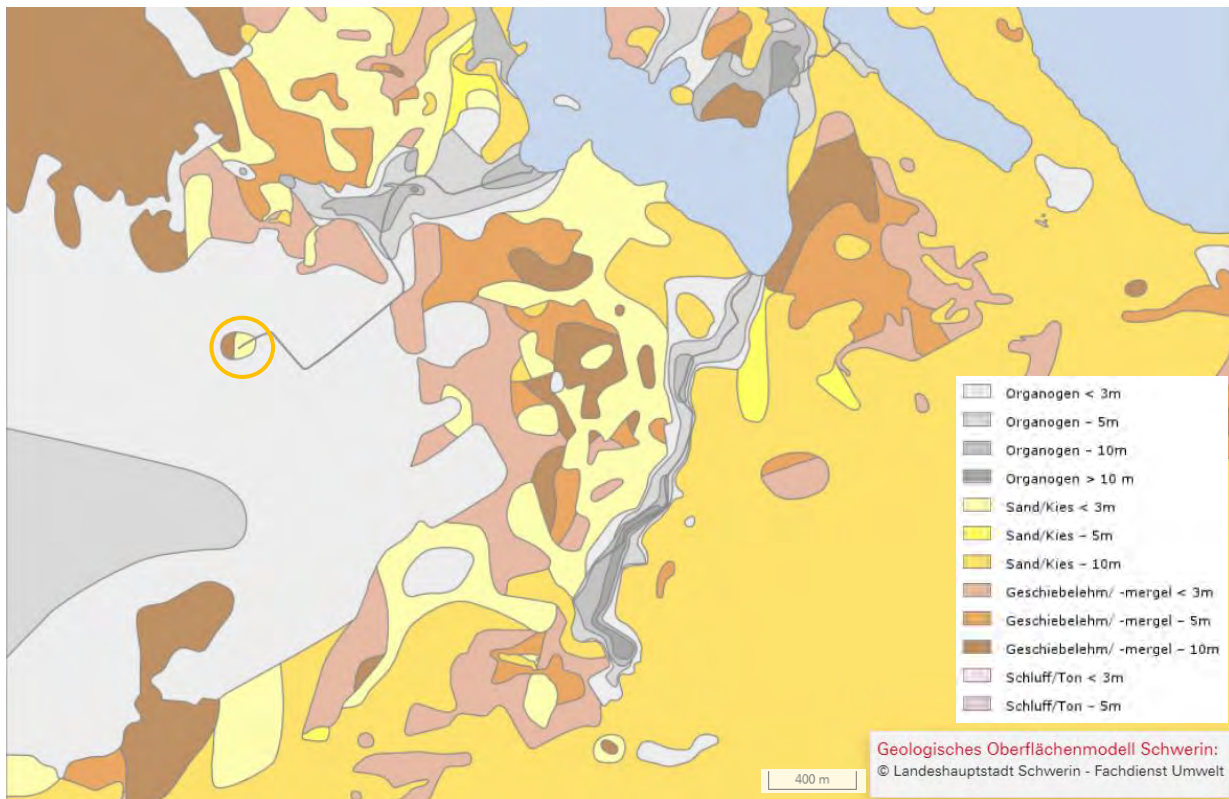 Organogen < 3m
Organogen - 5m
Organogen - 10m
Organogen > 10 m
Sand/Kies < 3m
Sand/Kies - 5m
Sand/Kies - 10m
Geschiebelehm/ -mergel < 3m
Geschiebelehm/ -mergel - 5m
Geschiebelehm/ -mergel - 10m
Schluff/Ton < 3m
Schluff/Ton - 5m
Geologisches Oberflächenmodell Schwerin:
© Landeshauptstadt Schwerin - Fachdienst Umwelt
400 m